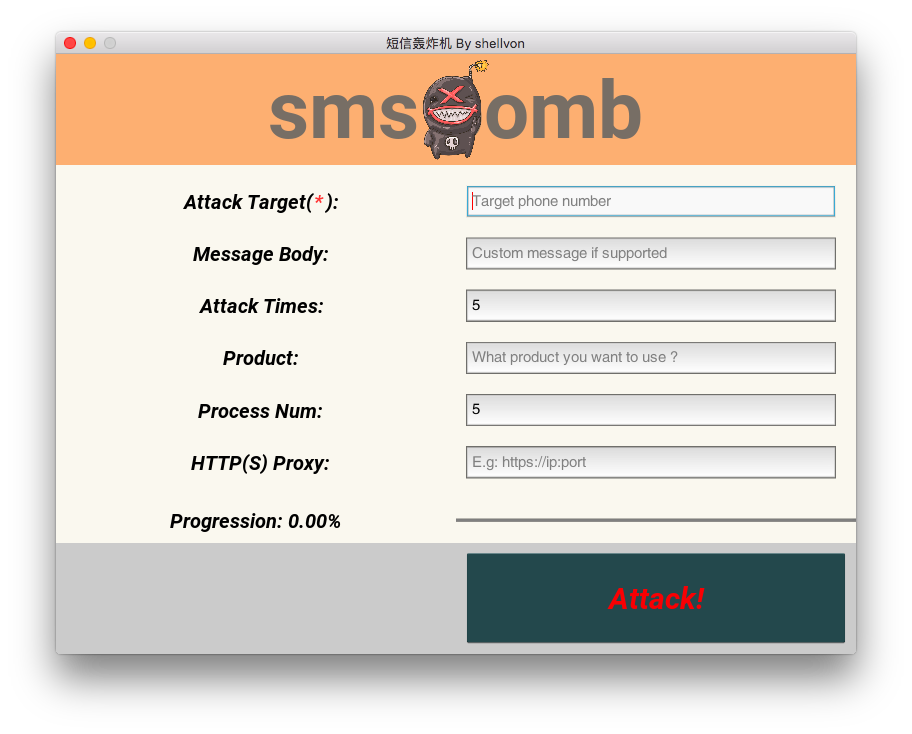 短信轰炸机 By shellvon
sms omb
Attack Target(*): Target phone number
Message Body: Custom message if supported
Attack Times: 5
Product: What product you want to use ?
Process Num: 5
HTTP(S) Proxy: E.g: https://ip:port
Progression: 0.00%
Attack!